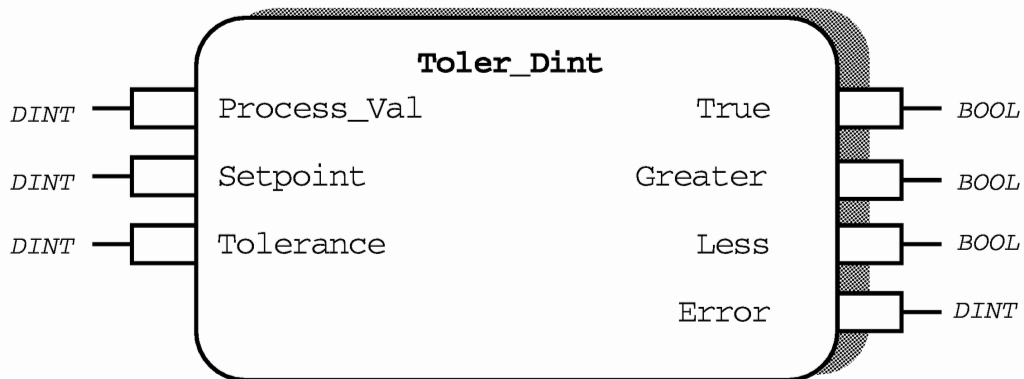 Toler_Dint
DINT Process_Val True BOOL
DINT Setpoint Greater BOOL
DINT Tolerance Less BOOL
Error DINT